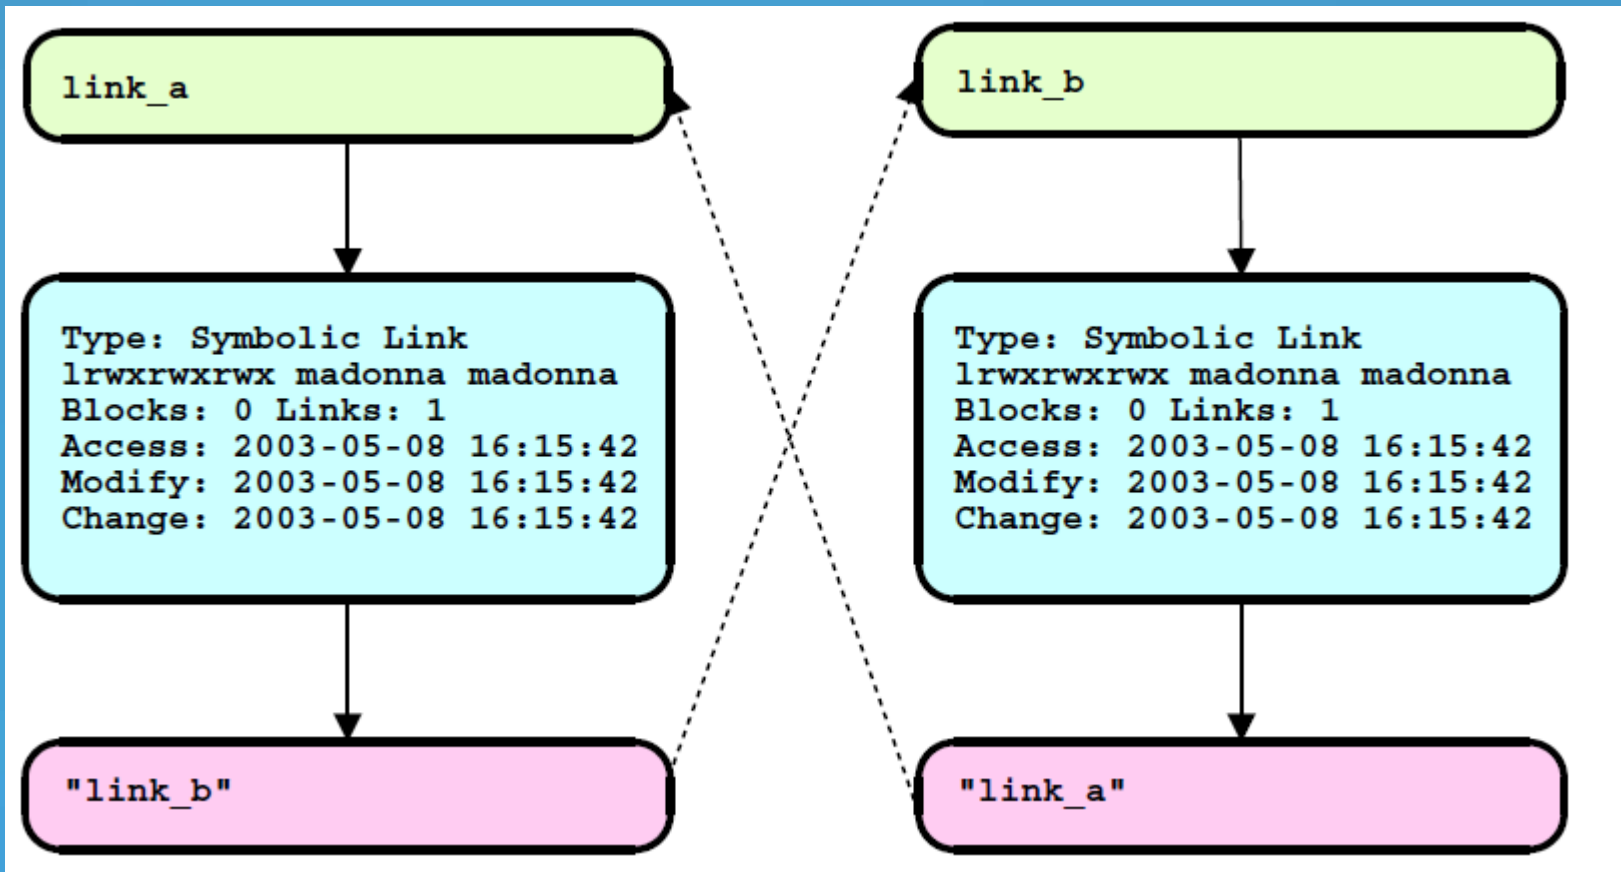 link_a
link_b
Type: Symbolic Link
lrwxrwxrwx madonna madonna
Blocks: 0 Links: 1
Access: 2003-05-08 16:15:42
Modify: 2003-05-08 16:15:42
Change: 2003-05-08 16:15:42
Type: Symbolic Link
lrwxrwxrwx madonna madonna
Blocks: 0 Links: 1
Access: 2003-05-08 16:15:42
Modify: 2003-05-08 16:15:42
Change: 2003-05-08 16:15:42
"link_b"
"link_a"